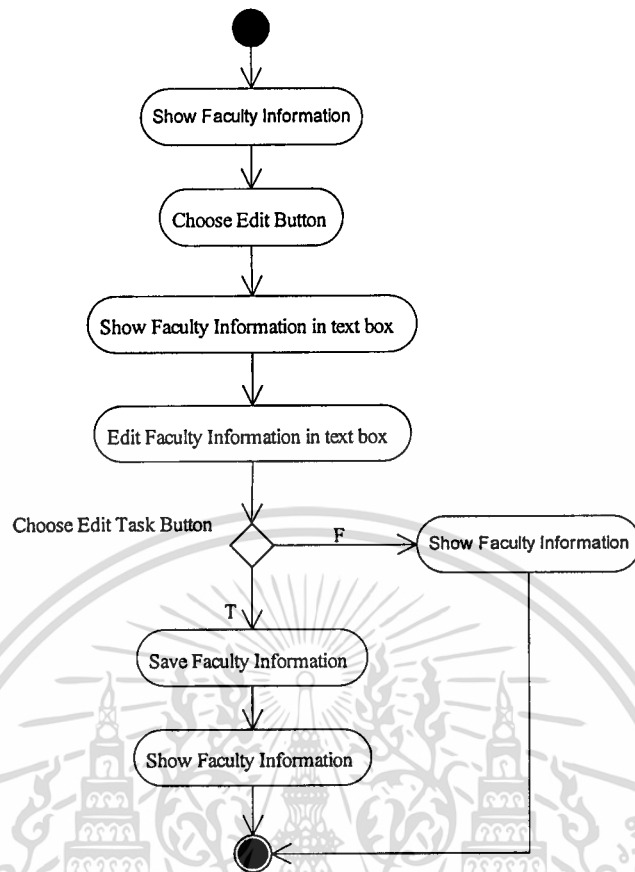 Show Faculty Information
Choose Edit Button
Show Faculty Information in text box
Edit Faculty Information in text box
Choose Edit Task Button
F
Show Faculty Information
T
Save Faculty Information
Show Faculty Information